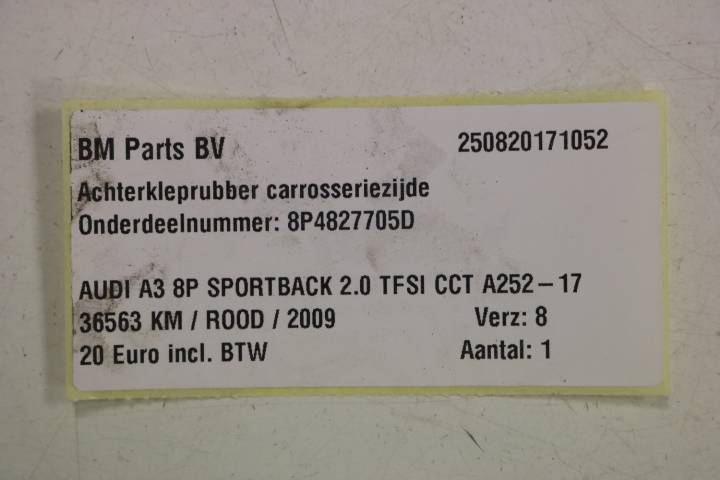 BM Parts BV 250820171052
Achterkleprubber carrosseriezijde
Onderdeelnummer: 8P4827705D
AUDI A3 8P SPORTBACK 2.0 TFSI CCT A252-17
36563 KM / ROOD / 2009 Verz: 8
20 Euro incl. BTW Aantal: 1